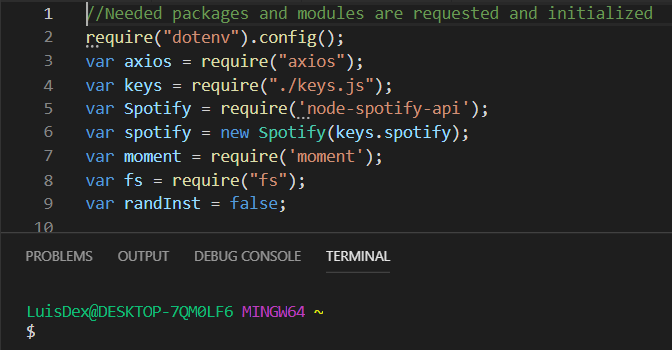 1 //Needed packages and modules are requested and initialized
2 require("dotenv").config();
3 var axios = require("axios");
4 var keys = require("./keys.js");
5 var Spotify = require('node-spotify-api');
6 var spotify = new Spotify(keys.spotify);
7 var moment = require('moment');
8 var fs = require("fs");
9 var randInst = false;
10
PROBLEMS OUTPUT DEBUG CONSOLE TERMINAL
LuisDex@DESKTOP-7QM0LF6 MINGW64 ~
$